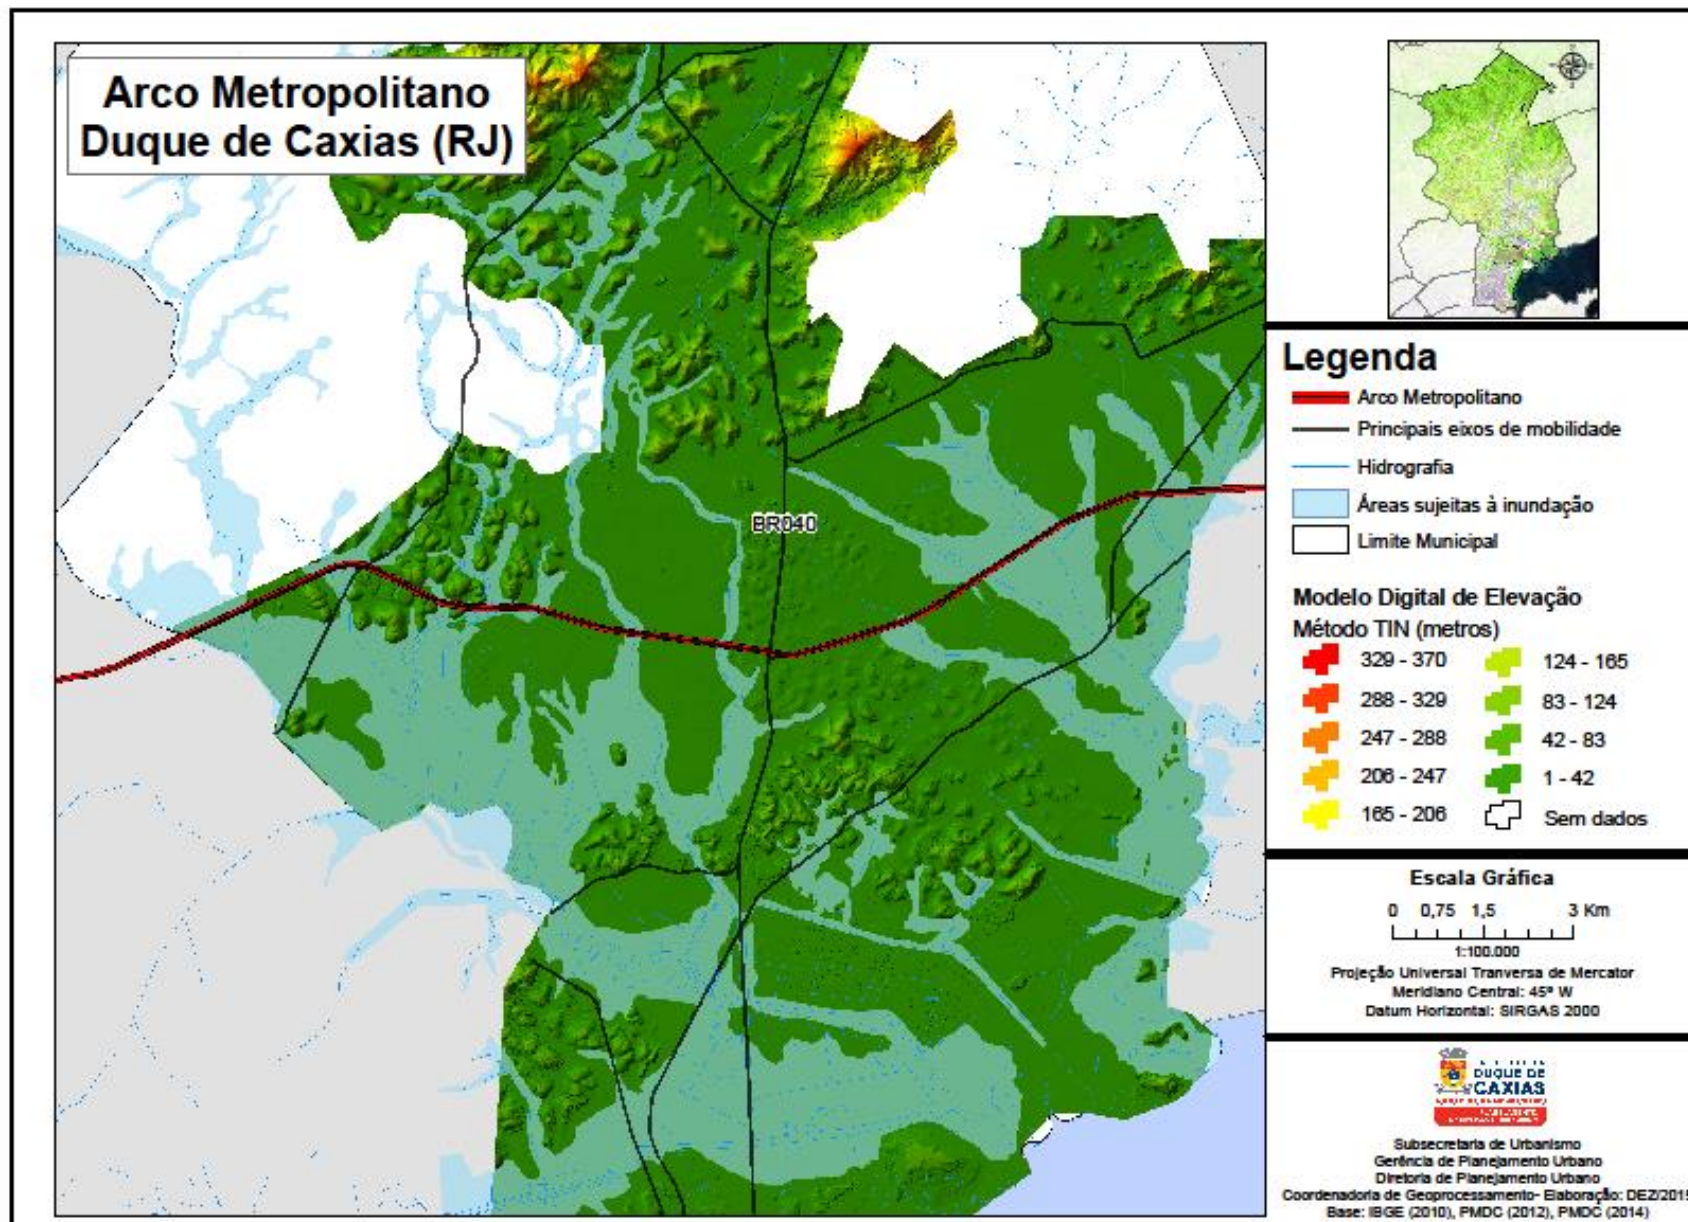 Arco Metropolitano
Duque de Caxias (RJ)
BR040
Legenda
Arco Metropolitano
Principais eixos de mobilidade
Hidrografia
Áreas sujeitas à inundação
Limite Municipal
Modelo Digital de Elevação
Método TIN (metros)
329 - 370
124 - 165
288 - 329
83 - 124
247 - 288
42 - 83
206 - 247
1 - 42
165 - 206
Sem dados
Escala Gráfica
0 0,75 1,5 3 Km
1:100.000
Projeção Universal Tranversa de Mercator
Meridiano Central: 45º W
Datum Horizontal: SIRGAS 2000
DUQUE DE
CAXIAS
Subsecretaria de Urbanismo
Gerência de Planejamento Urbano
Diretoria de Planejamento Urbano
Coordenadoria de Geoprocessamento- Elaboração: DEZ/2015
Base: IBGE (2010), PMDC (2012), PMDC (2014)